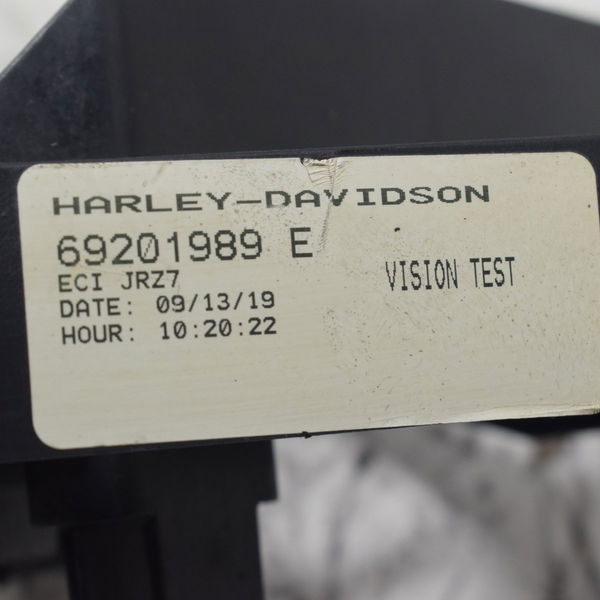 HARLEY-DAVIDSON
69201989 E
ECI JRZ7
VISION TEST
DATE: 09/13/19
HOUR: 10:20:22